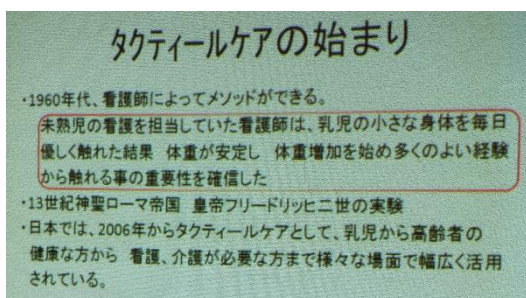 タクティールケアの始まり
・1960年代、看護師によってメソッドができる。
未熟児の看護を担当していた看護師は、乳児の小さな身体を毎日
優しく触れた結果 体重が安定し 体重増加を始め多くのよい経験
から触れる事の重要性を確信した
・13世紀神聖ローマ帝国 皇帝フリードリッヒ二世の実験
・日本では、2006年からタクティールケアとして、乳児から高齢者の
健康な方から 看護、介護が必要な方まで様々な場面で幅広く活用
されている。